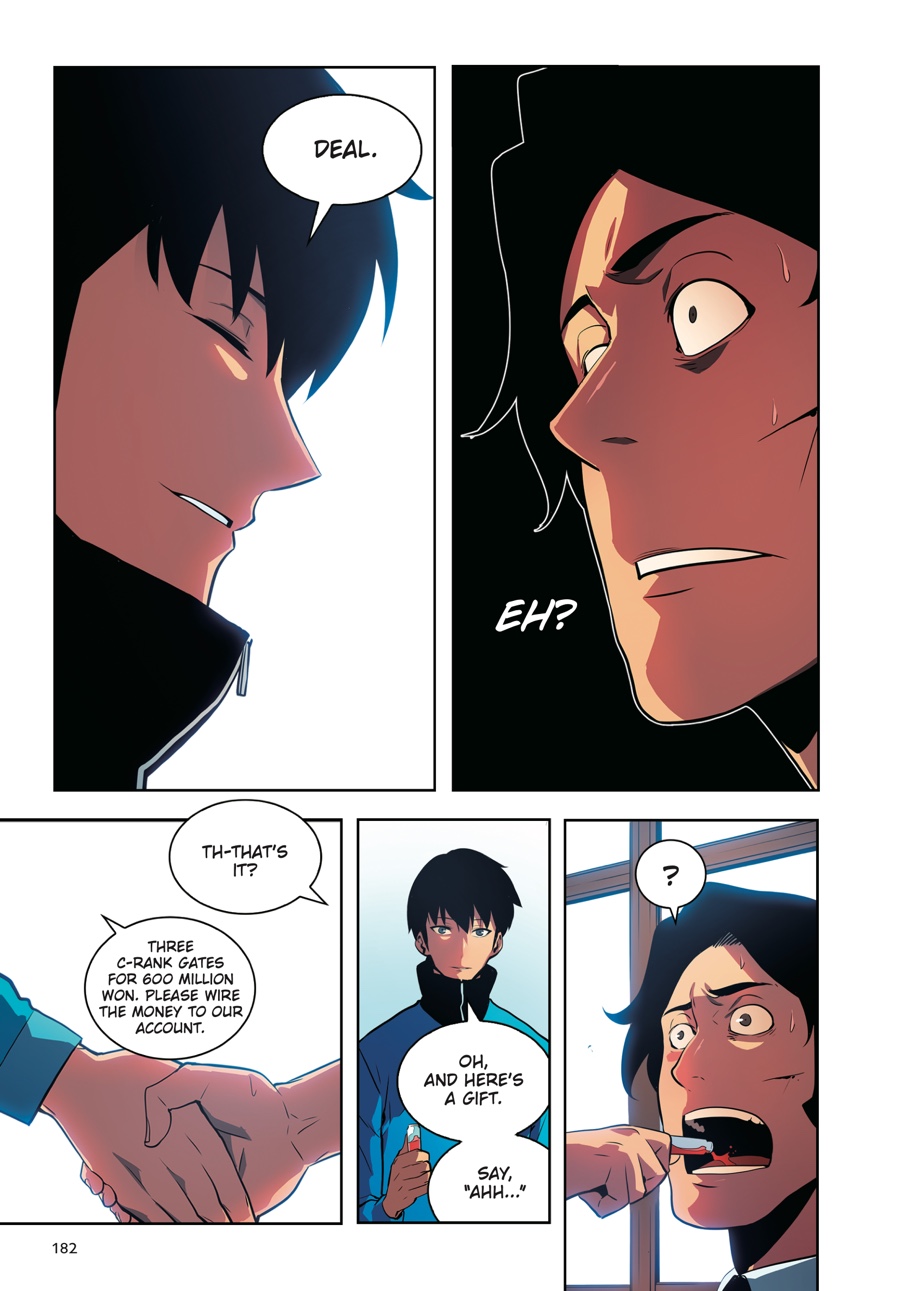 DEAL.
EH?
TH-THAT'S
IT?
THREE
C-RANK GATES
FOR 600 MILLION
WON. PLEASE WIRE
THE MONEY TO OUR
ACCOUNT.
OH,
AND HERE'S
A GIFT.
SAY,
"AHH..."
?
182